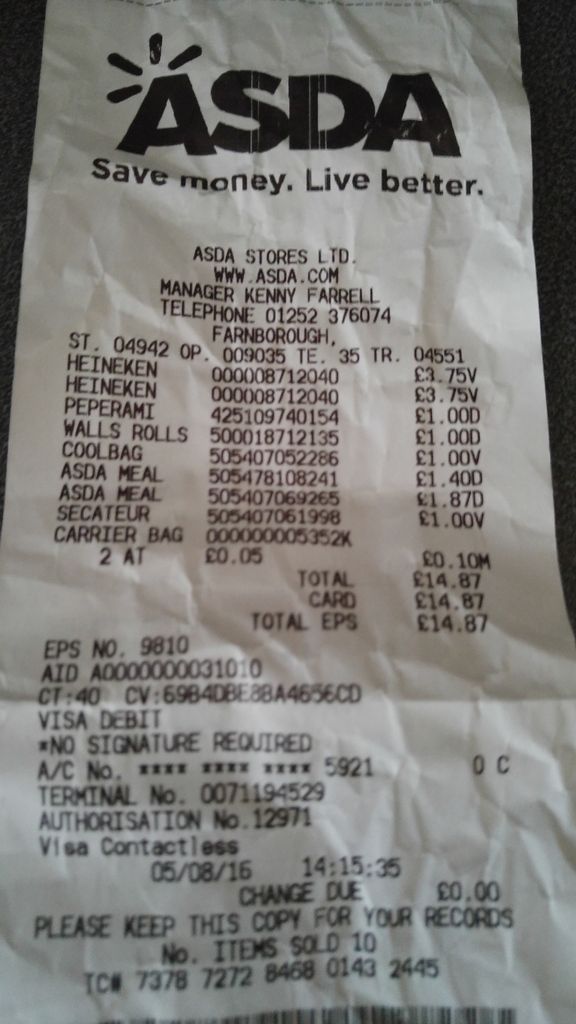 ASDA
Save money. Live better.
ASDA STORES LTD.
WWW.ASDA.COM
MANAGER KENNY FARRELL
TELEPHONE 01252 376074
FARNBOROUGH,
ST. 04942 OP. 009035 TE. 35 TR. 04551
HEINEKEN 000008712040 £3.75V
HEINEKEN 000008712040 £3.75V
PEPERAMI 425109740154 £1.00D
WALLS ROLLS 500018712135 £1.00D
COOLBAG 505407052286 £1.00V
ASDA MEAL 505478108241 £1.40D
ASDA MEAL 505407069265 £1.87D
SECATEUR 505407061998 £1.00V
CARRIER BAG 000000005352K
2 AT £0.05 £0.10M
TOTAL £14.87
CARD £14.87
TOTAL EPS £14.87
EPS NO. 9810
AID A0000000031010
CT:40 CV:69B4DBE8BA4656CD
VISA DEBIT
*NO SIGNATURE REQUIRED
A/C No. **** **** **** 5921 0 C
TERMINAL No. 0071194529
AUTHORISATION No.12971
Visa Contactless
05/08/16 14:15:35
CHANGE DUE £0.00
PLEASE KEEP THIS COPY FOR YOUR RECORDS
No. ITEMS SOLD 10
TC# 7378 7272 8468 0143 2445